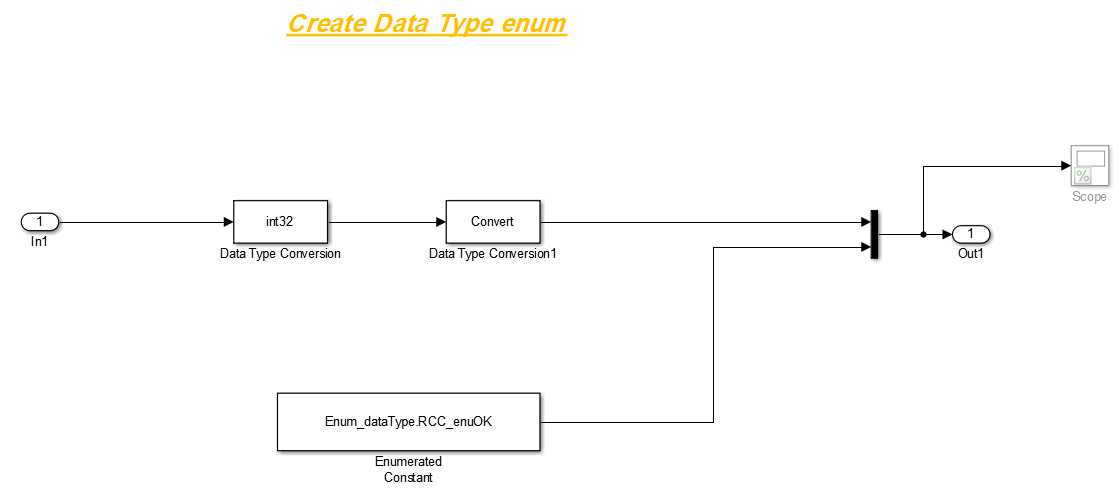 Create Data Type enum
%
Scope
1
In1
int32
Data Type Conversion
Convert
Data Type Conversion1
1
Out1
Enum_dataType.RCC_enuOK
Enumerated
Constant